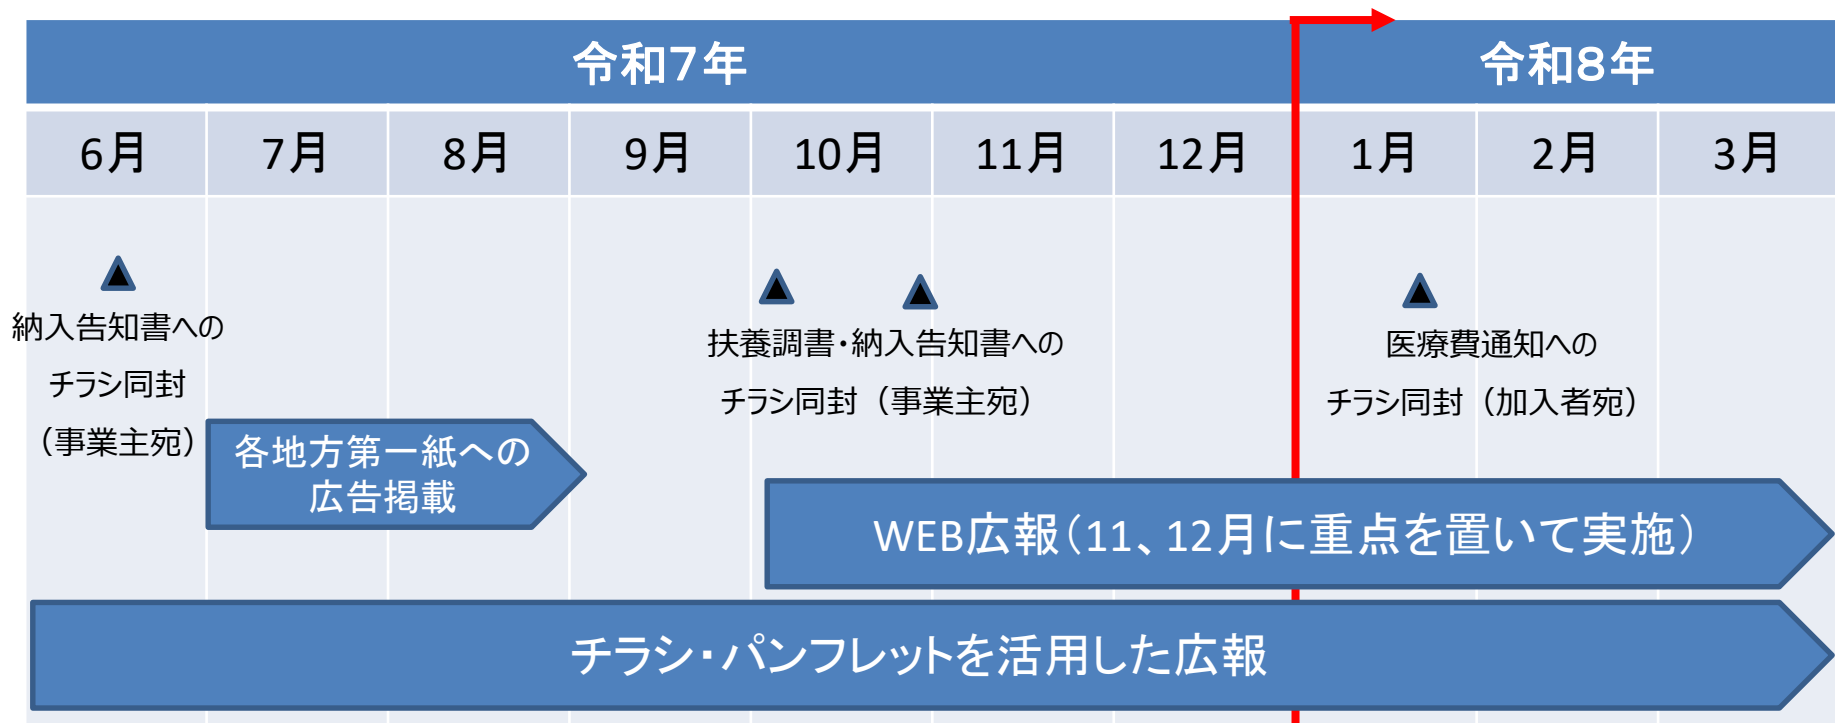 令和7年 令和8年
6月 7月 8月 9月 10月 11月 12月 1月 2月 3月
納入告知書への
チラシ同封
（事業主宛）
扶養調書・納入告知書への
チラシ同封（事業主宛）
医療費通知への
チラシ同封（加入者宛）
各地方第一紙への
広告掲載
WEB広報（11、12月に重点を置いて実施）
チラシ・パンフレットを活用した広報